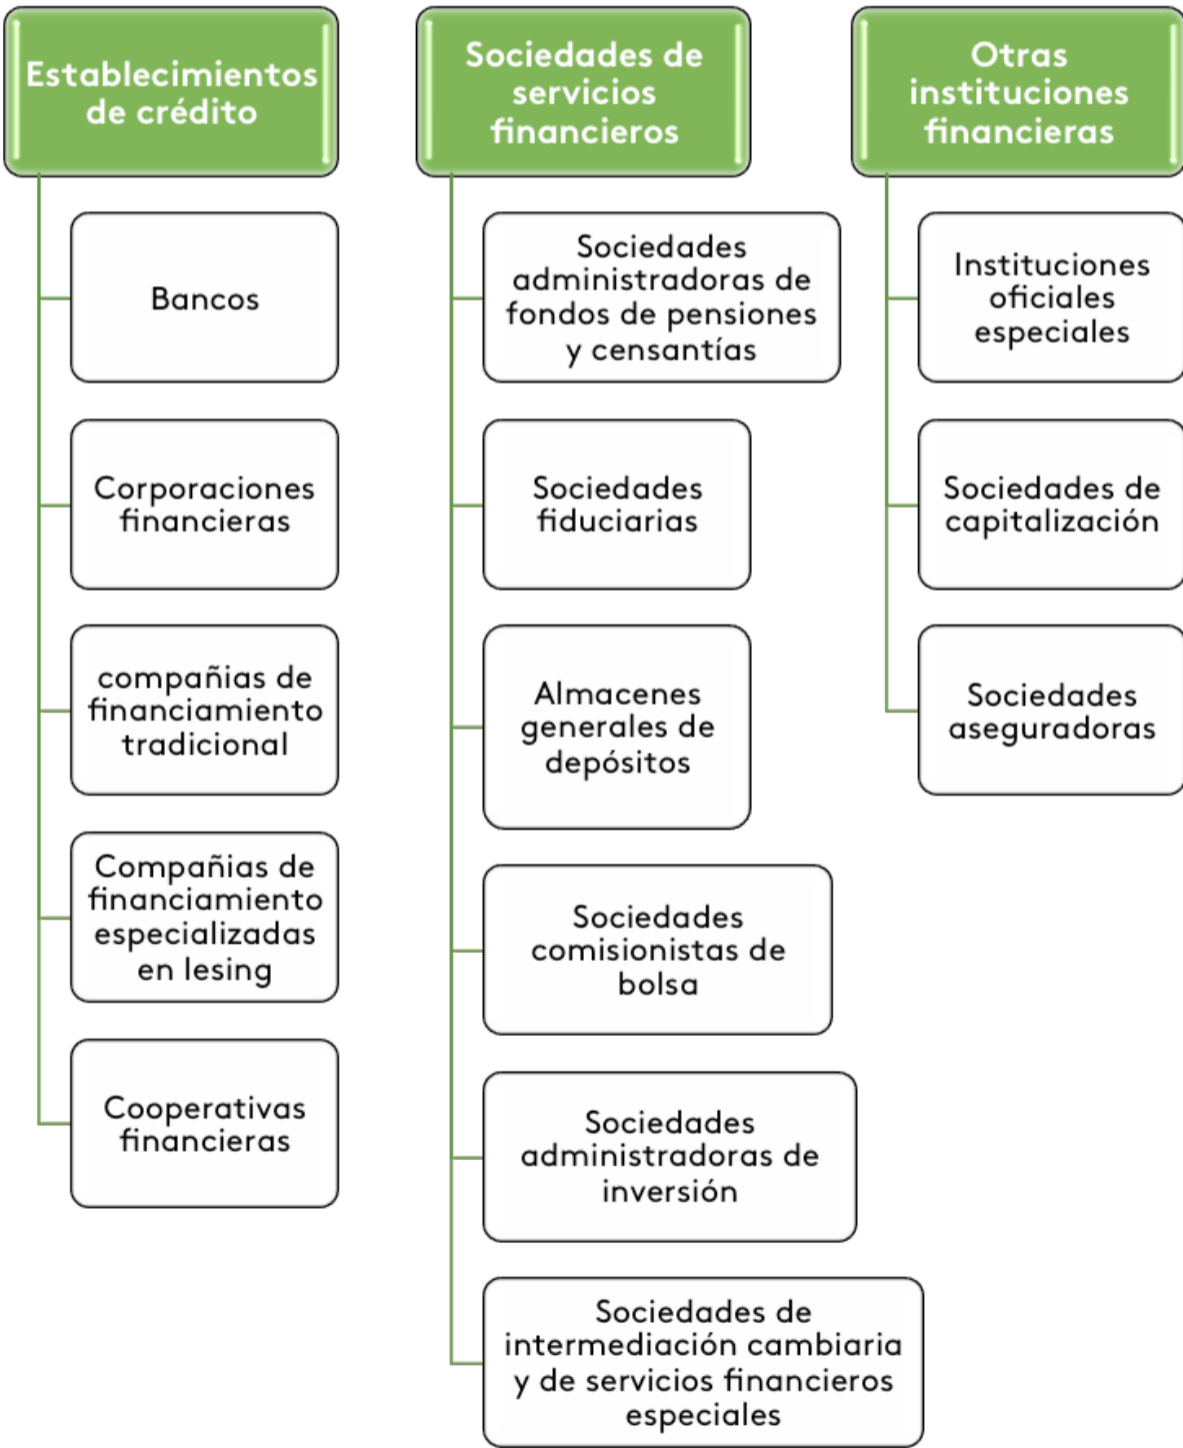 Establecimientos
de crédito
Bancos
Corporaciones
financieras
compañias de
financiamiento
tradicional
Compañias de
financiamiento
especializadas
en lesing
Cooperativas
financieras
Sociedades de
servicios
financieros
Sociedades
administradoras de
fondos de pensiones
y censantías
Sociedades
fiduciarias
Almacenes
generales de
depósitos
Sociedades
comisionistas de
bolsa
Sociedades
administradoras de
inversión
Sociedades de
intermediación cambiaria
y de servicios financieros
especiales
Otras
instituciones
financieras
Instituciones
oficiales
especiales
Sociedades de
capitalización
Sociedades
aseguradoras